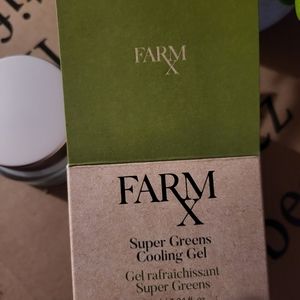 FARM
X
FARM
X
Super Greens
Cooling Gel
Gel rafraîchissant
Super Greens